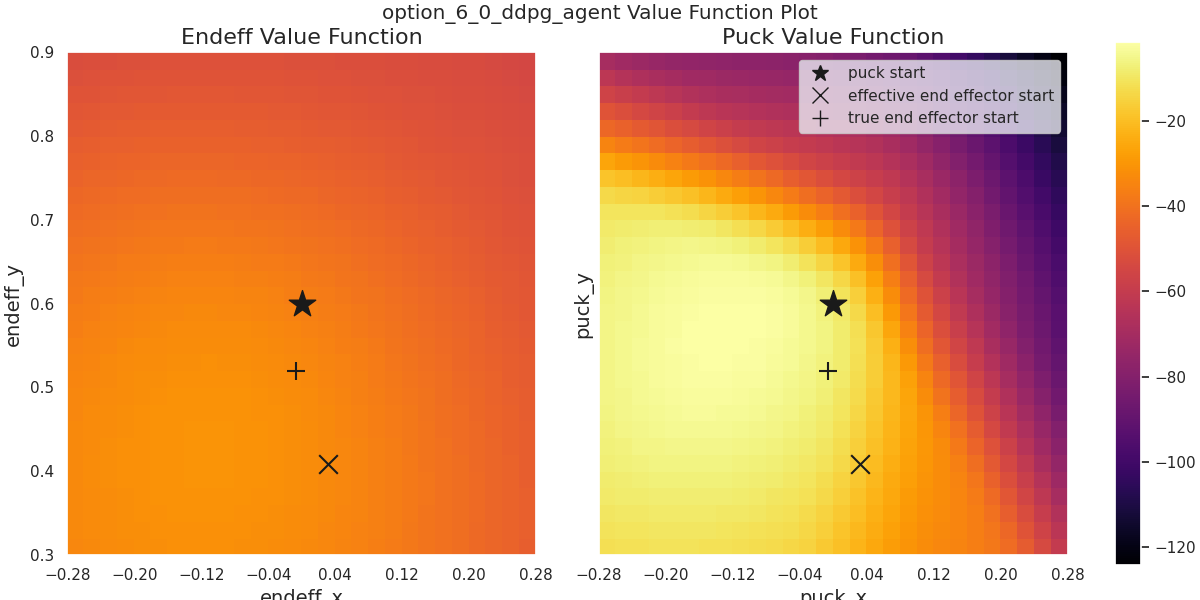 option_6_0_ddpg_agent Value Function Plot
Endeff Value Function
Puck Value Function
puck start
effective end effector start
true end effector start
0.9
0.8
0.7
0.6
0.5
0.4
0.3
endeff_y
−0.28 −0.20 −0.12 −0.04 0.04 0.12 0.20 0.28
endeff_x
puck_y
−0.28 −0.20 −0.12 −0.04 0.04 0.12 0.20 0.28
puck_x
−20
−40
−60
−80
−100
−120